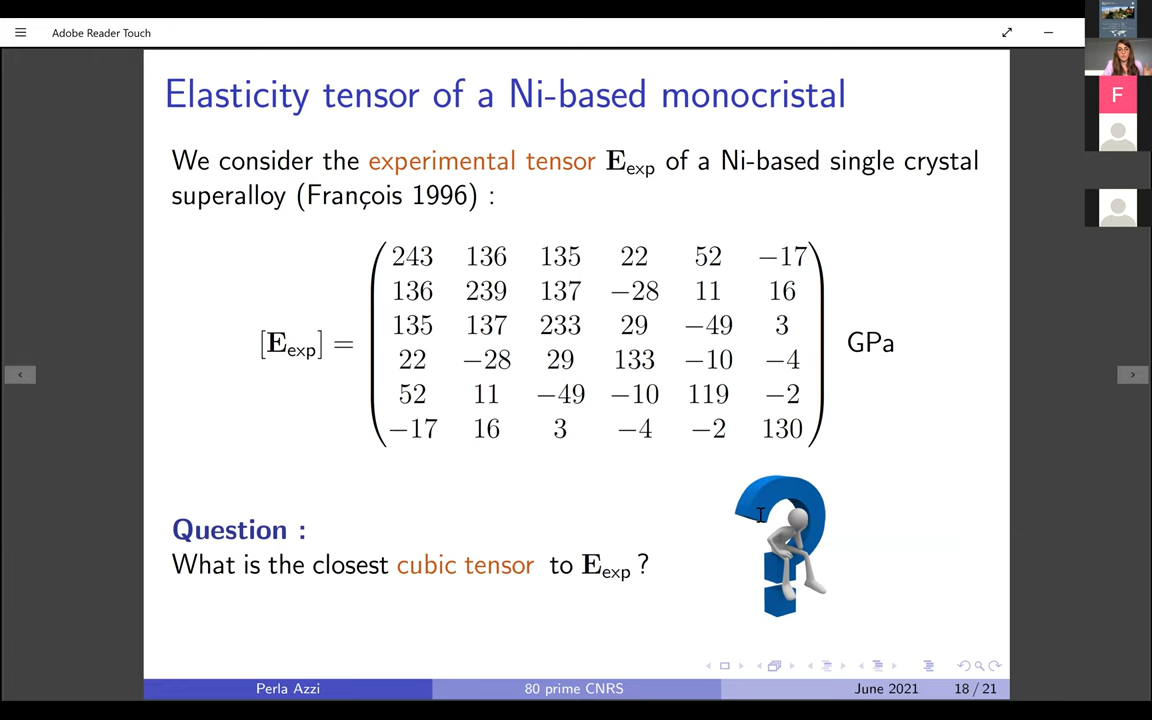 Adobe Reader Touch
F
Elasticity tensor of a Ni-based monocristal
We consider the experimental tensor E_exp of a Ni-based single crystal
superalloy (François 1996) :
243 136 135 22 52 −17
136 239 137 −28 11 16
135 137 233 29 −49 3
[E_exp] = GPa
22 −28 29 133 −10 −4
52 11 −49 −10 119 −2
−17 16 3 −4 −2 130
Question :
What is the closest cubic tensor to E_exp ?
Perla Azzi 80 prime CNRS June 2021 18 / 21